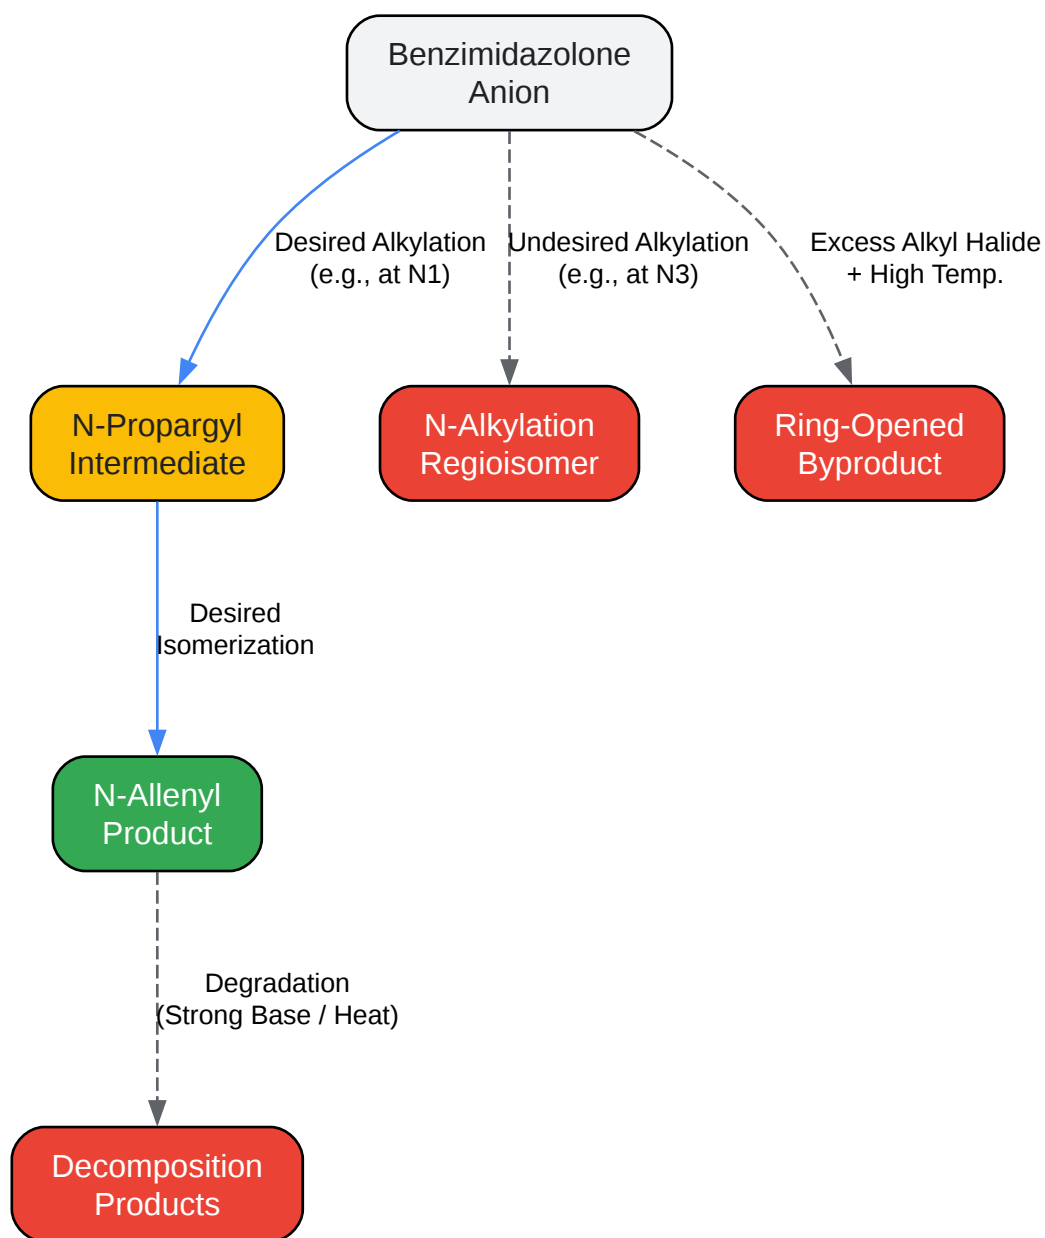 Benzimidazolone
Anion
Desired Alkylation
(e.g., at N1)
Undesired Alkylation
(e.g., at N3)
Excess Alkyl Halide
+ High Temp.
N-Propargyl
Intermediate
N-Alkylation
Regioisomer
Ring-Opened
Byproduct
Desired
Isomerization
N-Allenyl
Product
Degradation
(Strong Base / Heat)
Decomposition
Products